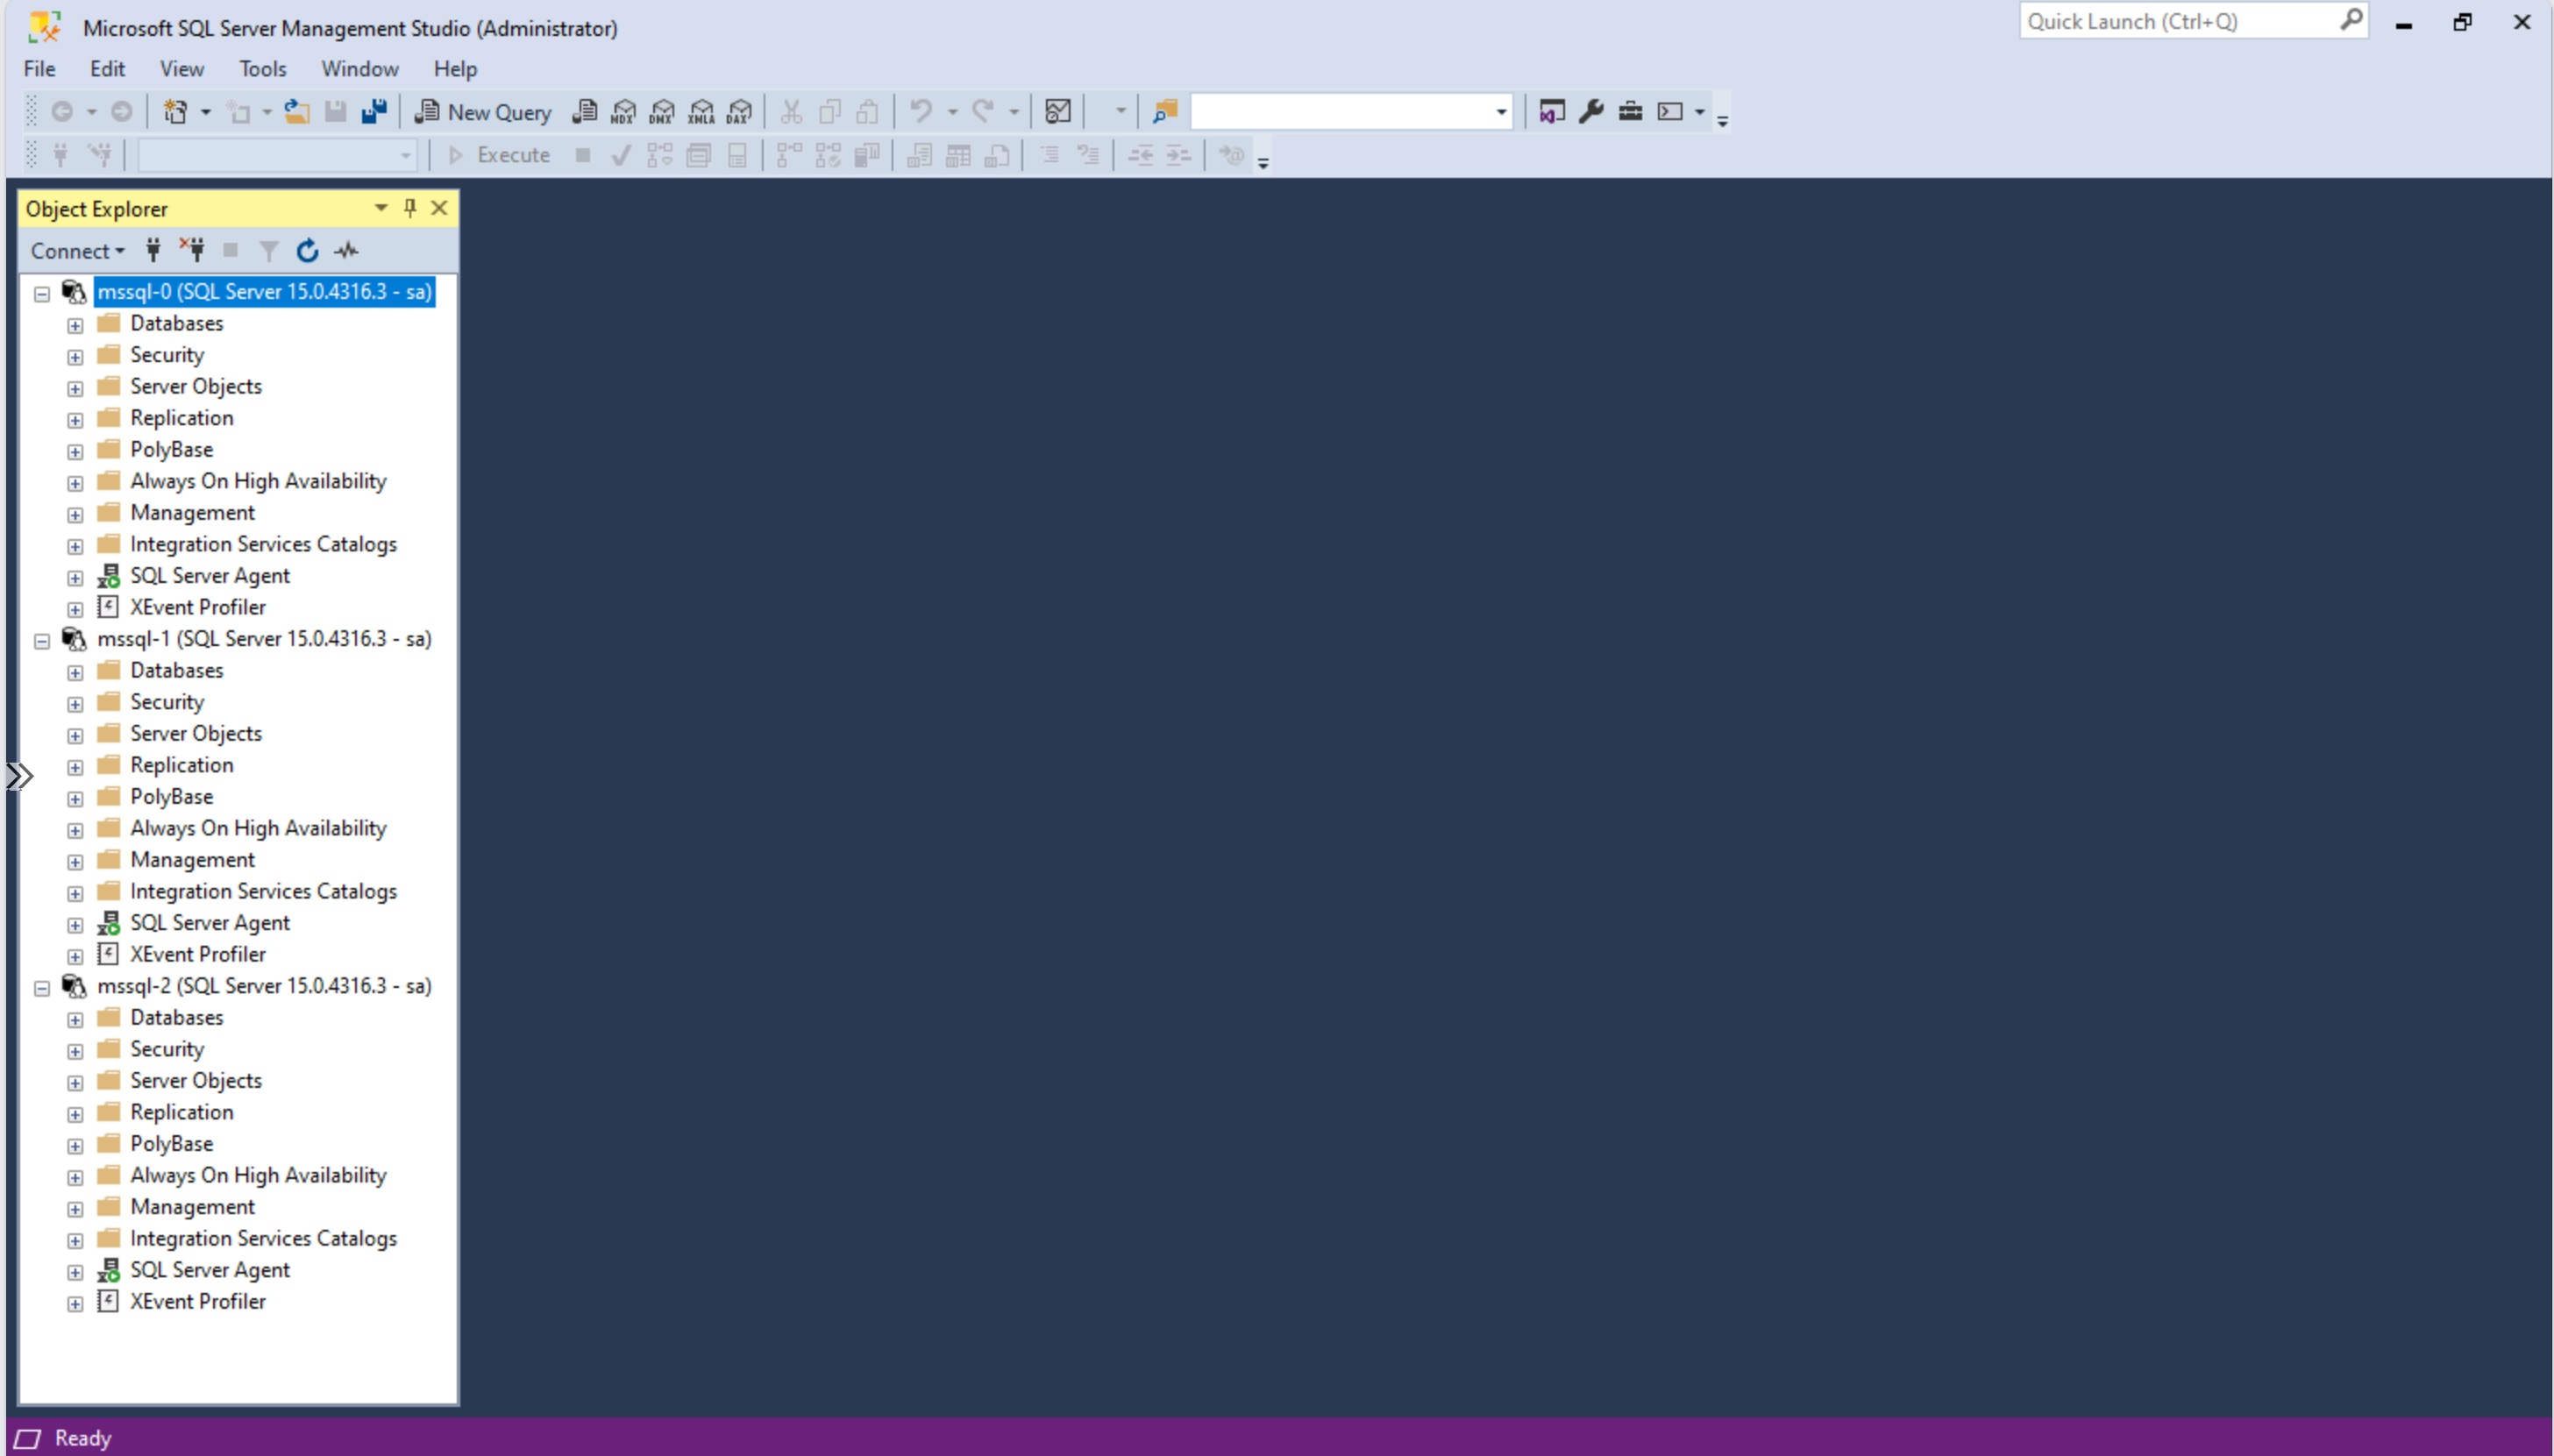 Microsoft SQL Server Management Studio (Administrator)
Quick Launch (Ctrl+Q)
File Edit View Tools Window Help
New Query MDX DMX XMLA DAX
Execute
Object Explorer
Connect
mssql-0 (SQL Server 15.0.4316.3 - sa)
Databases
Security
Server Objects
Replication
PolyBase
Always On High Availability
Management
Integration Services Catalogs
SQL Server Agent
XEvent Profiler
mssql-1 (SQL Server 15.0.4316.3 - sa)
Databases
Security
Server Objects
Replication
PolyBase
Always On High Availability
Management
Integration Services Catalogs
SQL Server Agent
XEvent Profiler
mssql-2 (SQL Server 15.0.4316.3 - sa)
Databases
Security
Server Objects
Replication
PolyBase
Always On High Availability
Management
Integration Services Catalogs
SQL Server Agent
XEvent Profiler
Ready